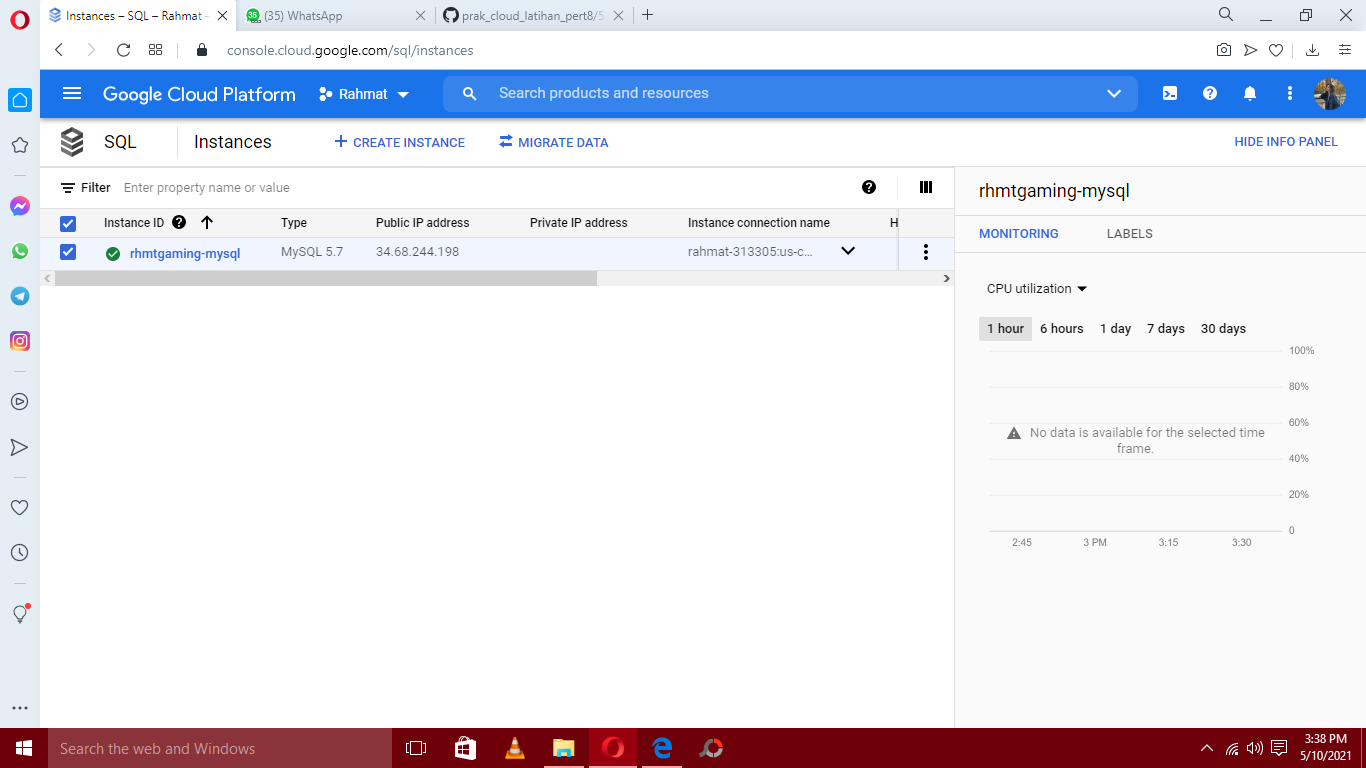 Instances – SQL – Rahmat -
(35) WhatsApp
prak_cloud_latihan_pert8/5
console.cloud.google.com/sql/instances
Google Cloud Platform
Rahmat
Search products and resources
SQL
Instances
CREATE INSTANCE
MIGRATE DATA
HIDE INFO PANEL
Filter
Enter property name or value
Instance ID
Type
Public IP address
Private IP address
Instance connection name
H
rhmtgaming-mysql
MySQL 5.7
34.68.244.198
rahmat-313305:us-c...
rhmtgaming-mysql
MONITORING
LABELS
CPU utilization
1 hour
6 hours
1 day
7 days
30 days
100%
80%
60%
40%
20%
0
No data is available for the selected time
frame.
2:45
3 PM
3:15
3:30
Search the web and Windows
3:38 PM
5/10/2021